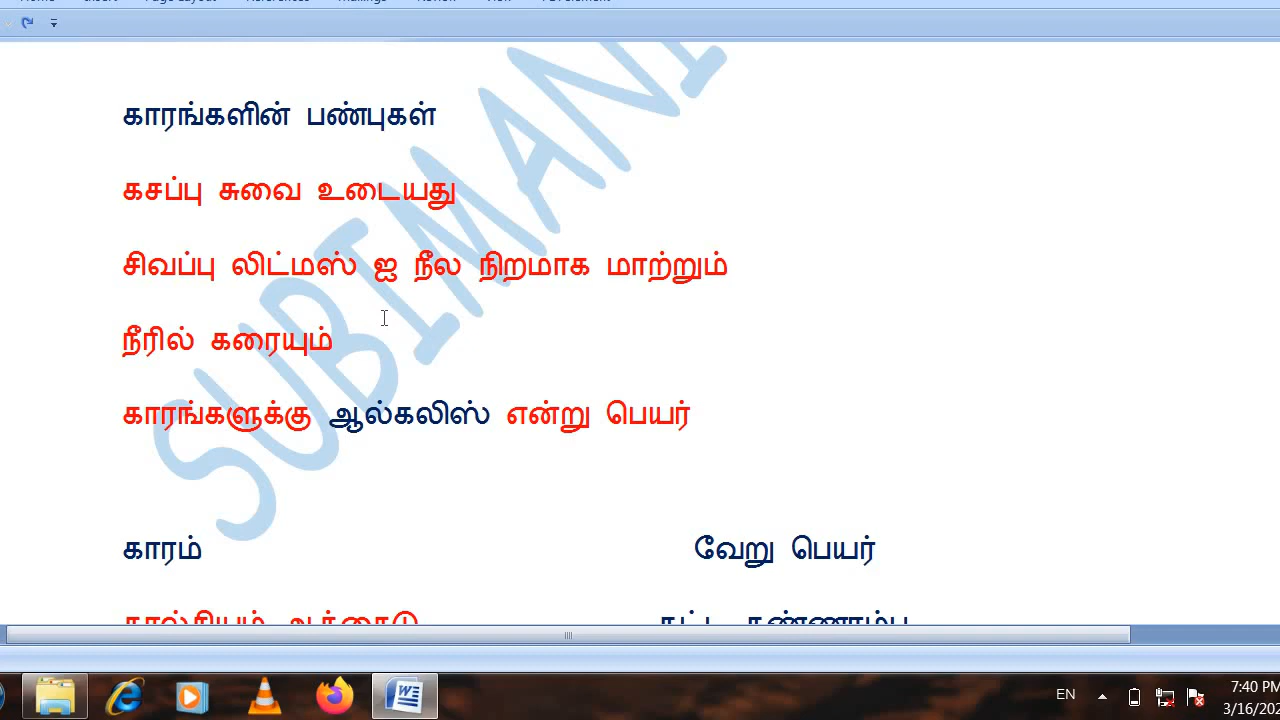 SUBIMANI
காரங்களின் பண்புகள்
கசப்பு சுவை உடையது
சிவப்பு லிட்மஸ் ஐ நீல நிறமாக மாற்றும்
நீரில் கரையும்
காரங்களுக்கு ஆல்கலிஸ் என்று பெயர்
காரம் வேறு பெயர்
EN
7:40 PM